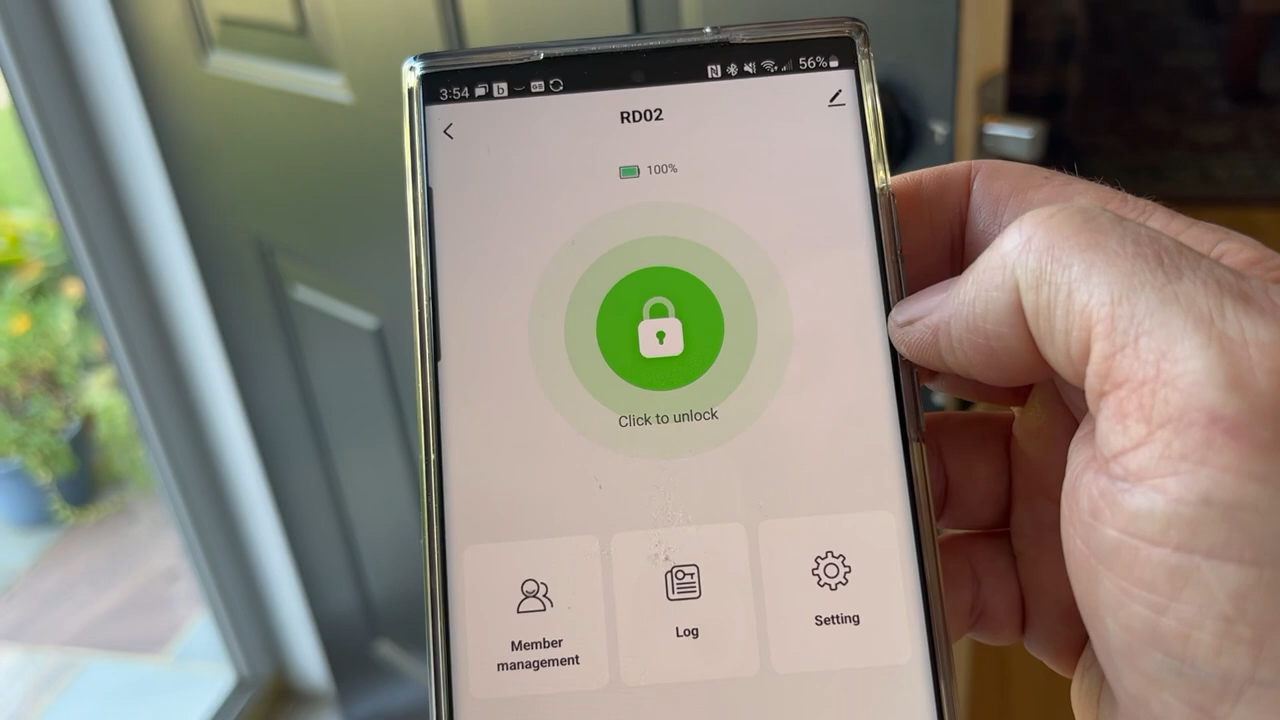 3:54 b 56%
RD02
100%
Click to unlock
Member
management
Log
Setting